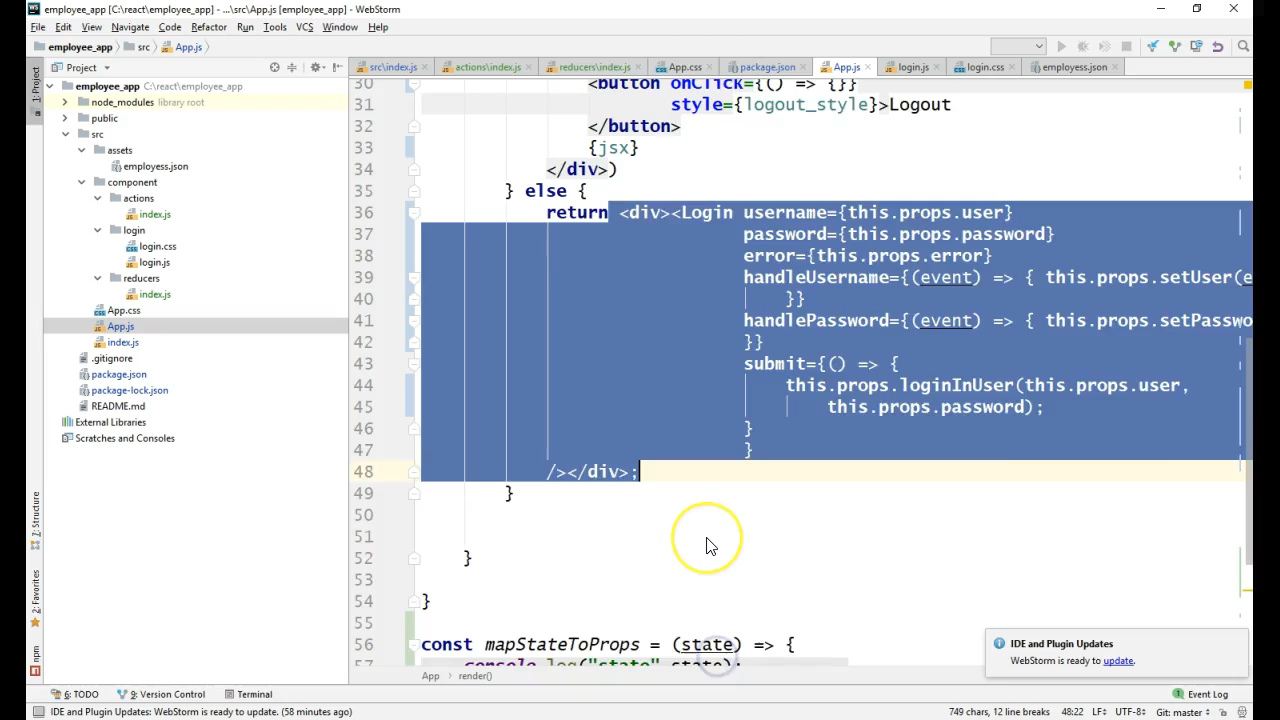 employee_app [C:\react\employee_app] - ...\src\App.js [employee_app] - WebStorm
File Edit View Navigate Code Refactor Run Tools VCS Window Help
employee_app src App.js
Project
src\index.js actions\index.js reducers\index.js App.css package.json App.js login.js login.css employess.json
1: Project
employee_app C:\react\employee_app
node_modules library root
public
src
assets
employess.json
component
actions
index.js
login
login.css
login.js
reducers
index.js
App.css
App.js
index.js
.gitignore
package.json
package-lock.json
README.md
External Libraries
Scratches and Consoles
7: Structure
2: Favorites
npm
30 <button onClick={() => {}}
31 style={logout_style}>Logout
32 </button>
33 {jsx}
34 </div>)
35 } else {
36 return <div><Login username={this.props.user}
37 password={this.props.password}
38 error={this.props.error}
39 handleUsername={(event) => { this.props.setUser(e
40 }}
41 handlePassword={(event) => { this.props.setPasswo
42 }}
43 submit={() => {
44 this.props.loginInUser(this.props.user,
45 this.props.password);
46 }
47 }
48 /></div>;
49 }
50
51
52 }
53
54 }
55
56 const mapStateToProps = (state) => {
57 console.log("state",state);
IDE and Plugin Updates
WebStorm is ready to update.
App render()
6: TODO 9: Version Control Terminal 1 Event Log
IDE and Plugin Updates: WebStorm is ready to update. (58 minutes ago) 749 chars, 12 line breaks 48:22 LF÷ UTF-8÷ Git: master÷